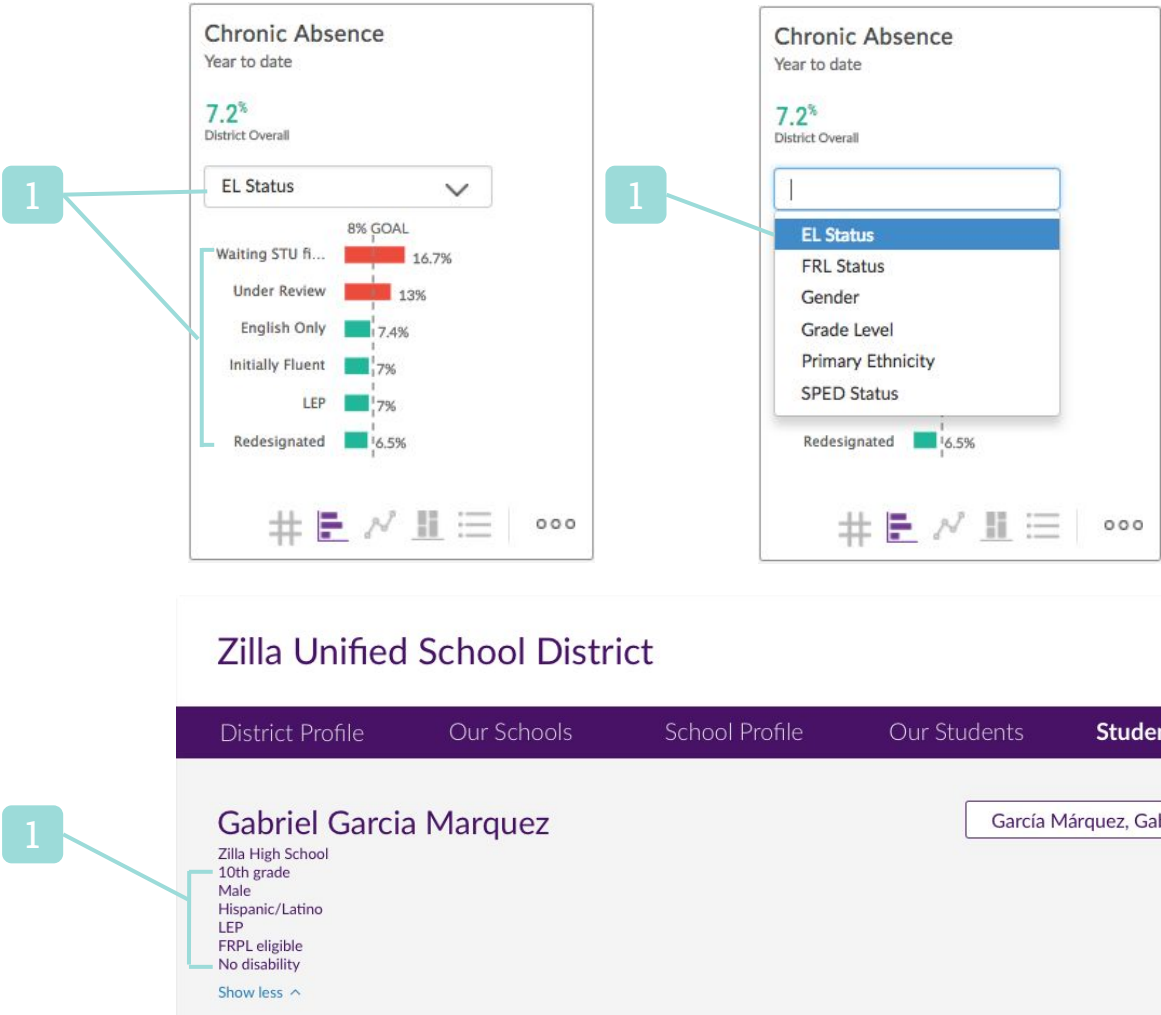 Chronic Absence
Year to date
7.2%
District Overall
1
EL Status
8% GOAL
Waiting STU fi... 16.7%
Under Review 13%
English Only 7.4%
Initially Fluent 7%
LEP 7%
Redesignated 6.5%
Chronic Absence
Year to date
7.2%
District Overall
1
EL Status
FRL Status
Gender
Grade Level
Primary Ethnicity
SPED Status
Redesignated 6.5%
Zilla Unified School District
District Profile Our Schools School Profile Our Students
1
Gabriel Garcia Marquez
García Márquez,
Zilla High School
10th grade
Male
Hispanic/Latino
LEP
FRPL eligible
No disability
Show less